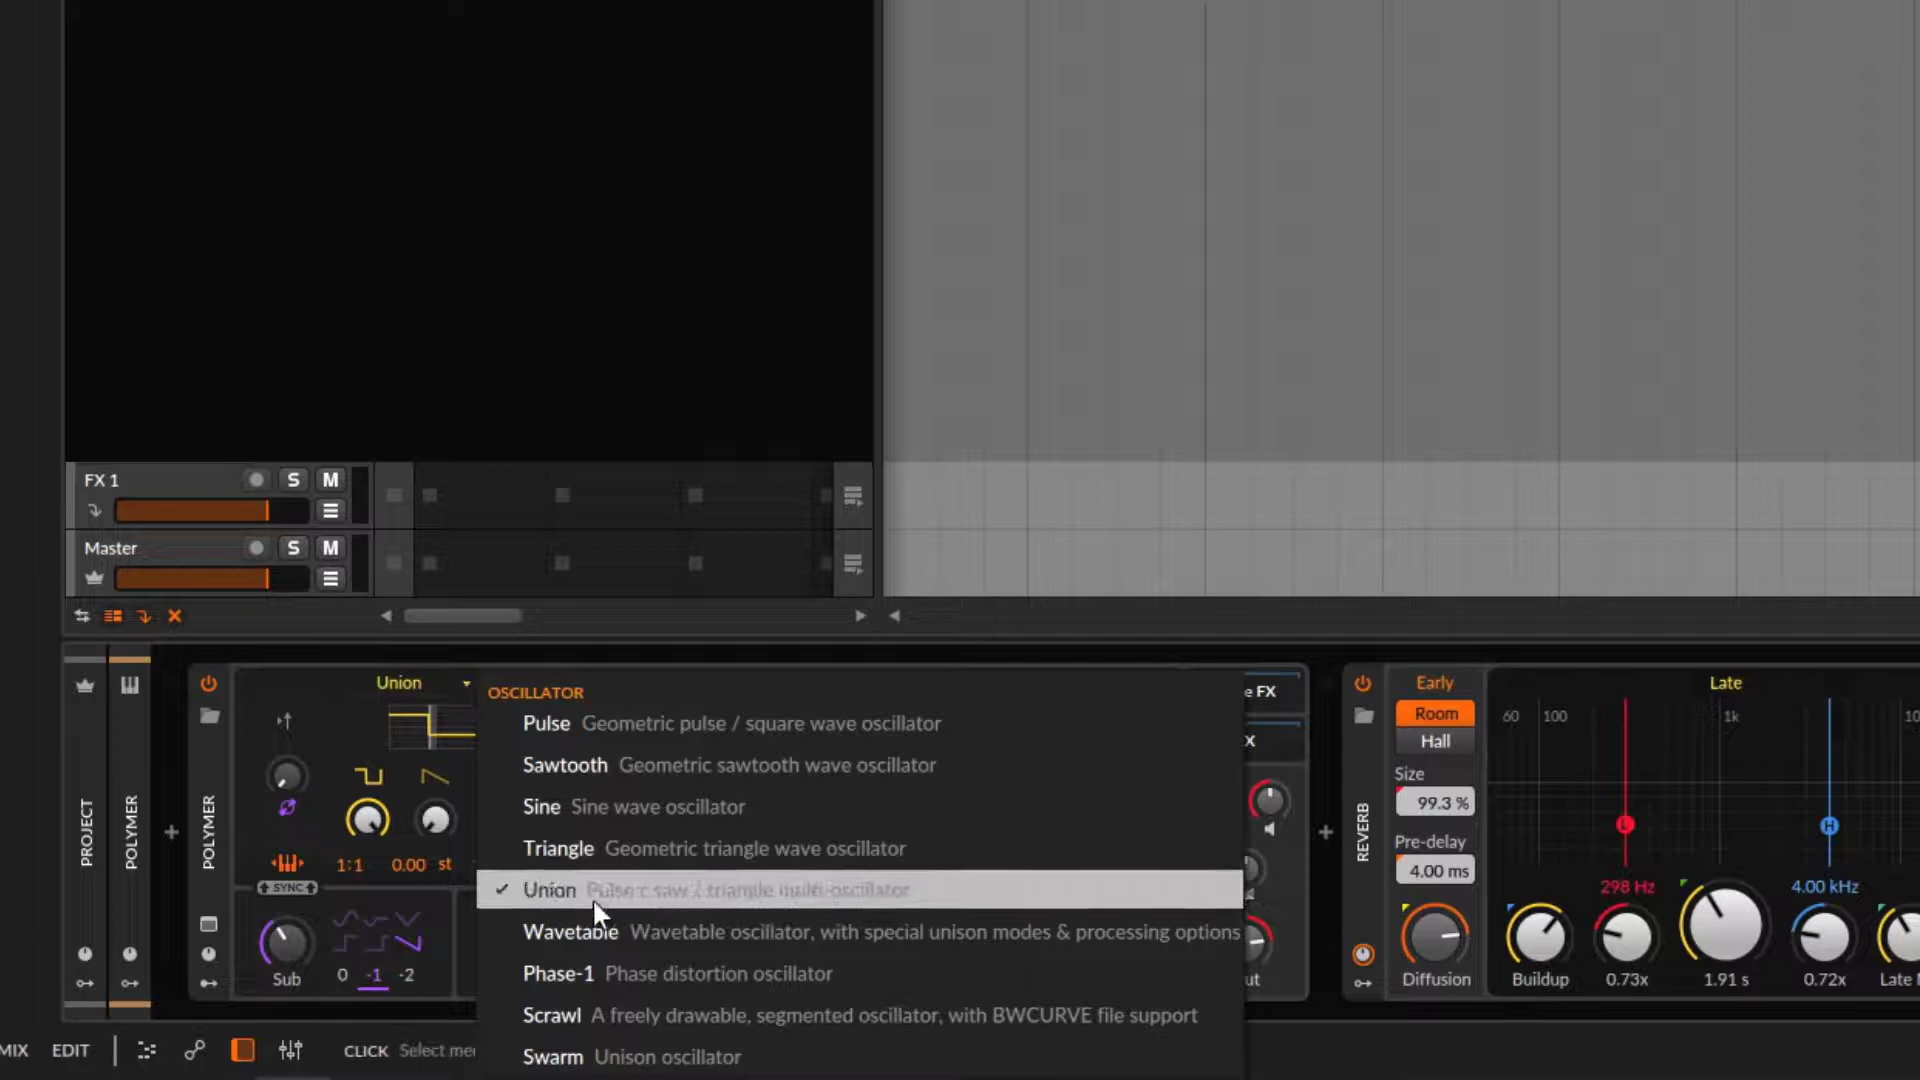 FX 1
S M
Master
S M
Union
OSCILLATOR
Pulse Geometric pulse / square wave oscillator
Sawtooth Geometric sawtooth wave oscillator
Sine Sine wave oscillator
Triangle Geometric triangle wave oscillator
Union
Wavetable Wavetable oscillator, with special unison modes & processing options
Phase-1 Phase distortion oscillator
Scrawl A freely drawable, segmented oscillator, with BWCURVE file support
Swarm Unison oscillator
PROJECT
POLYMER
POLYMER
1:1 0.00 st
SYNC
Sub
0 -1 -2
e FX
X
ut
REVERB
Early
Room
Hall
Size
99.3 %
Pre-delay
4.00 ms
Diffusion
Late
60 100 1k 10
L
H
298 Hz
4.00 kHz
Buildup
0.73x
1.91 s
0.72x
Late
MIX EDIT
CLICK Select